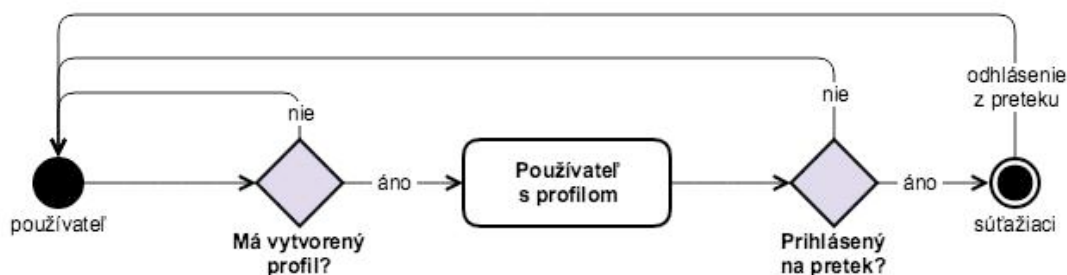 odhlásenie
z preteku
nie
nie
používateľ
áno
Používateľ
s profilom
áno
súťažiaci
Má vytvorený
profil?
Prihlásený
na pretek?